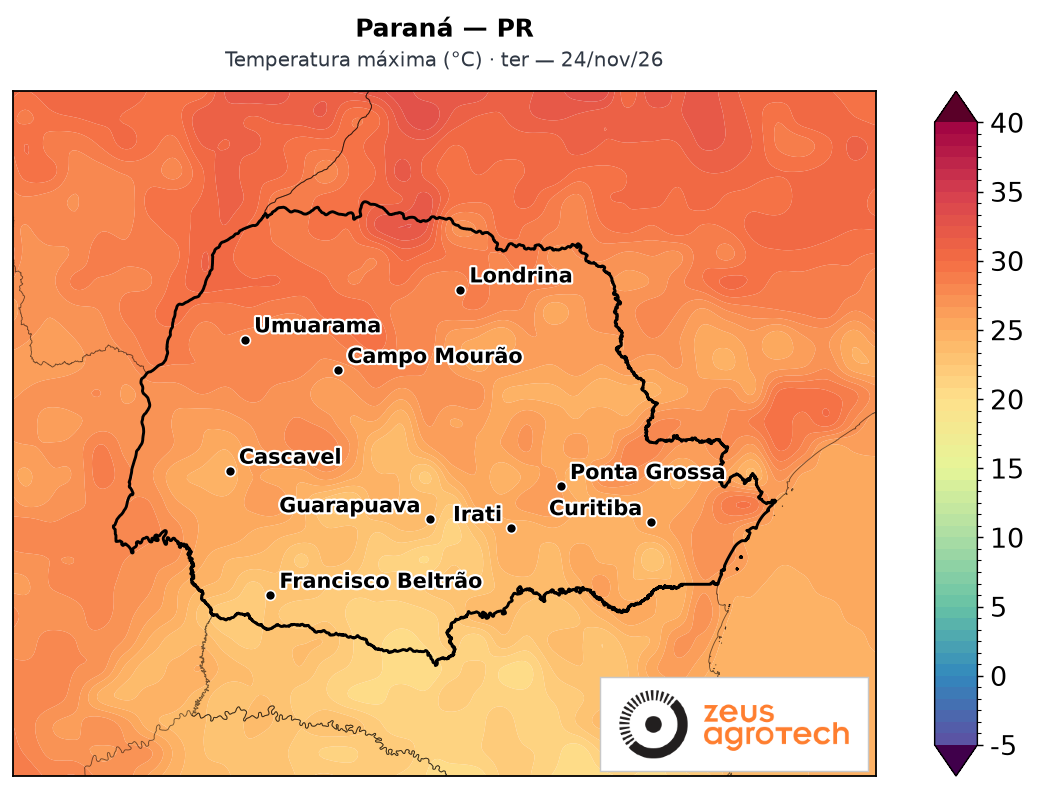 Paraná — PR
Temperatura máxima (°C) · ter — 24/nov/26
Londrina
Umuarama
Campo Mourão
Cascavel
Ponta Grossa
Guarapuava
Irati
Curitiba
Francisco Beltrão
40
35
30
25
20
15
10
5
0
-5
zeus
agrotech